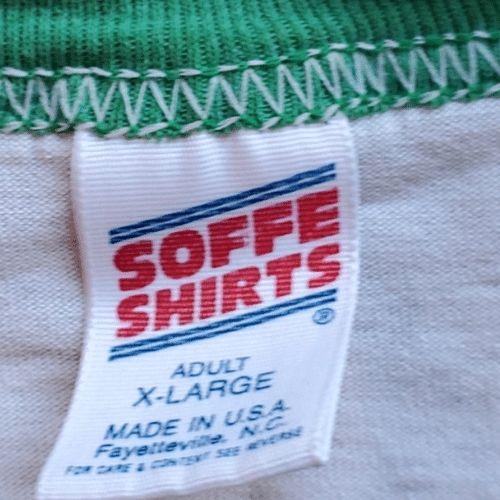 SOFFE
SHIRTS
®
ADULT
X-LARGE
MADE IN U.S.A.
Fayetteville, N.C.
FOR CARE & CONTENT SEE REVERSE